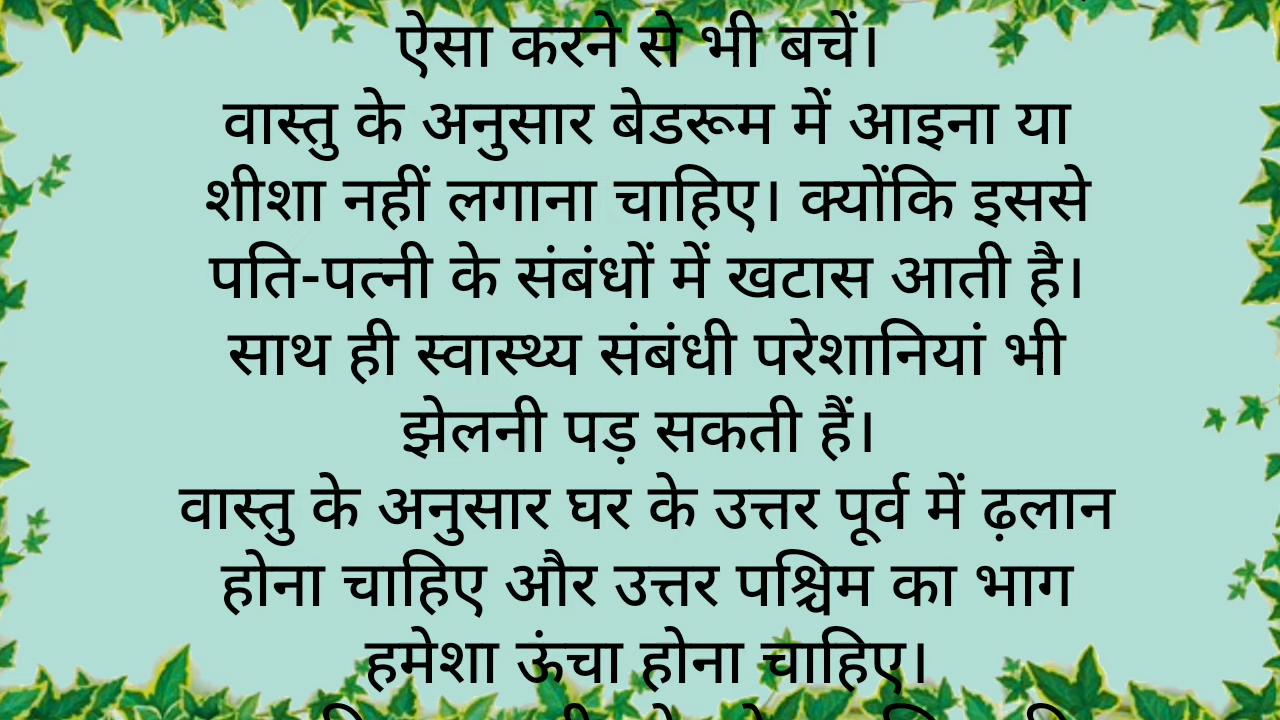 ऐसा करने से भी बचें।
वास्तु के अनुसार बेडरूम में आइना या
शीशा नहीं लगाना चाहिए। क्योंकि इससे
पति-पत्नी के संबंधों में खटास आती है।
साथ ही स्वास्थ्य संबंधी परेशानियां भी
झेलनी पड़ सकती हैं।
वास्तु के अनुसार घर के उत्तर पूर्व में ढ़लान
होना चाहिए और उत्तर पश्चिम का भाग
हमेशा ऊंचा होना चाहिए।